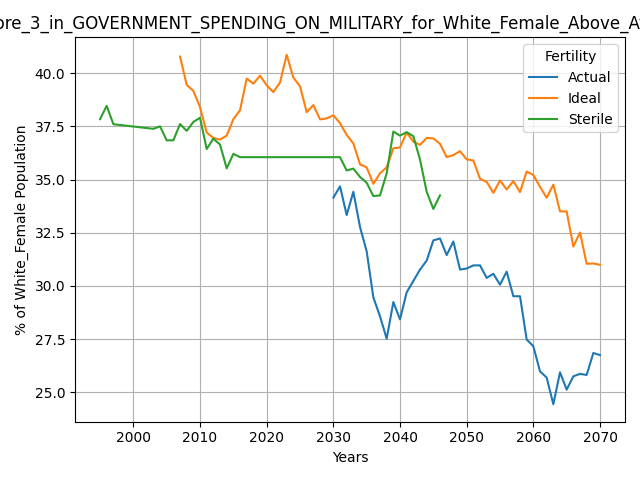 ore_3_in_GOVERNMENT_SPENDING_ON_MILITARY_for_White_Female_Above_A
Fertility
Actual
Ideal
Sterile
% of White_Female Population
40.0
37.5
35.0
32.5
30.0
27.5
25.0
2000 2010 2020 2030 2040 2050 2060 2070
Years